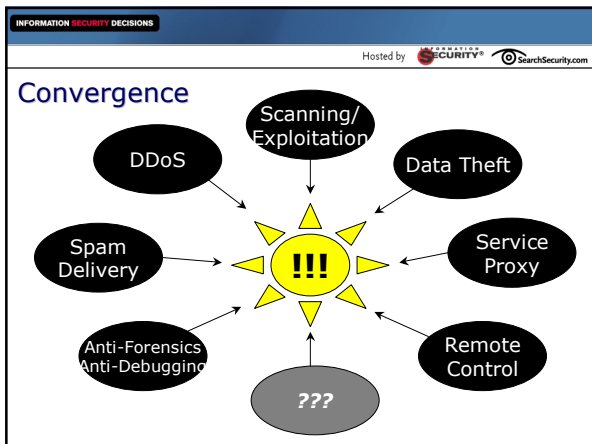 INFORMATION SECURITY DECISIONS
Hosted by INFORMATION SECURITY® SearchSecurity.com
Convergence
Scanning/
Exploitation
DDoS
Data Theft
Spam
Delivery
!!!
Service
Proxy
Anti-Forensics
Anti-Debugging
Remote
Control
???